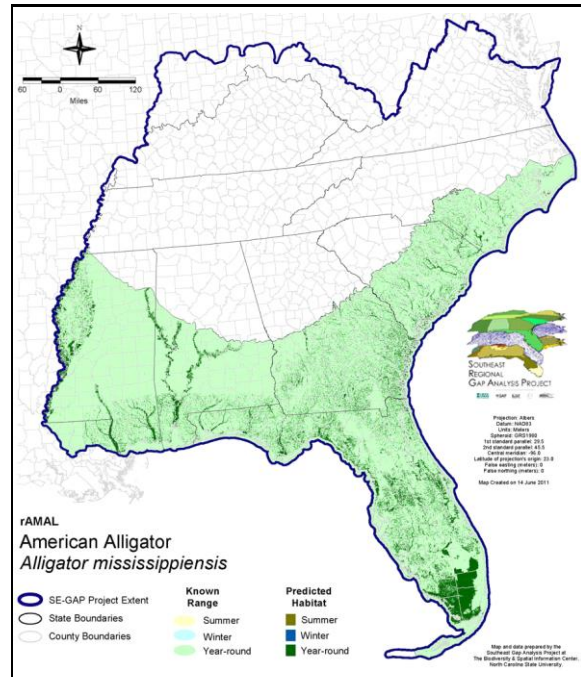 N
60 0 60 120
Miles
SOUTHEAST
REGIONAL
GAP ANALYSIS PROJECT
Projection: Albers
Datum: NAD83
Units: Meters
Spheroid: GRS1980
1st standard parallel: 29.5
2nd standard parallel: 45.5
Central meridian: -96.0
Latitude of projection's origin: 23.0
False easting (meters): 0
False northing (meters): 0
Map Created on 14 June 2011
rAMAL
American Alligator
Alligator mississippiensis
SE-GAP Project Extent
State Boundaries
County Boundaries
Known
Range
Summer
Winter
Year-round
Predicted
Habitat
Summer
Winter
Year-round
Map and data prepared by the
Southeast Gap Analysis Project at
The Biodiversity & Spatial Information Center,
North Carolina State University.